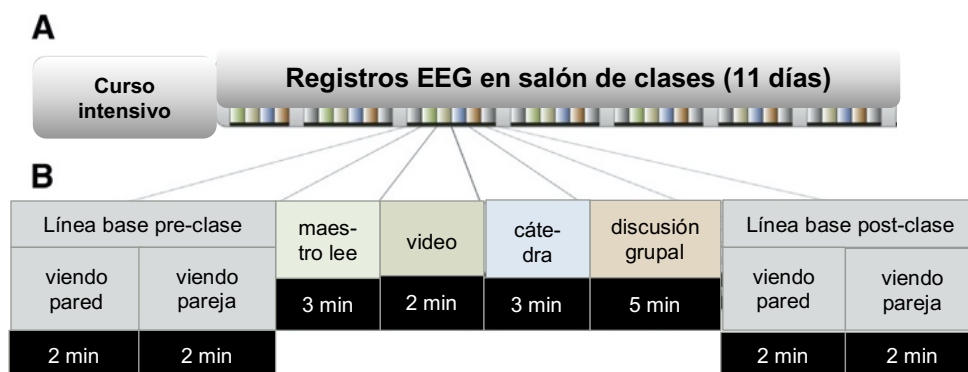 A
Curso
intensivo
Registros EEG en salón de clases (11 días)
B
Línea base pre-clase
viendo
pared
viendo
pareja
2 min
2 min
maes-
tro lee
3 min
video
2 min
cáte-
dra
3 min
discusión
grupal
5 min
Línea base post-clase
viendo
pared
viendo
pareja
2 min
2 min